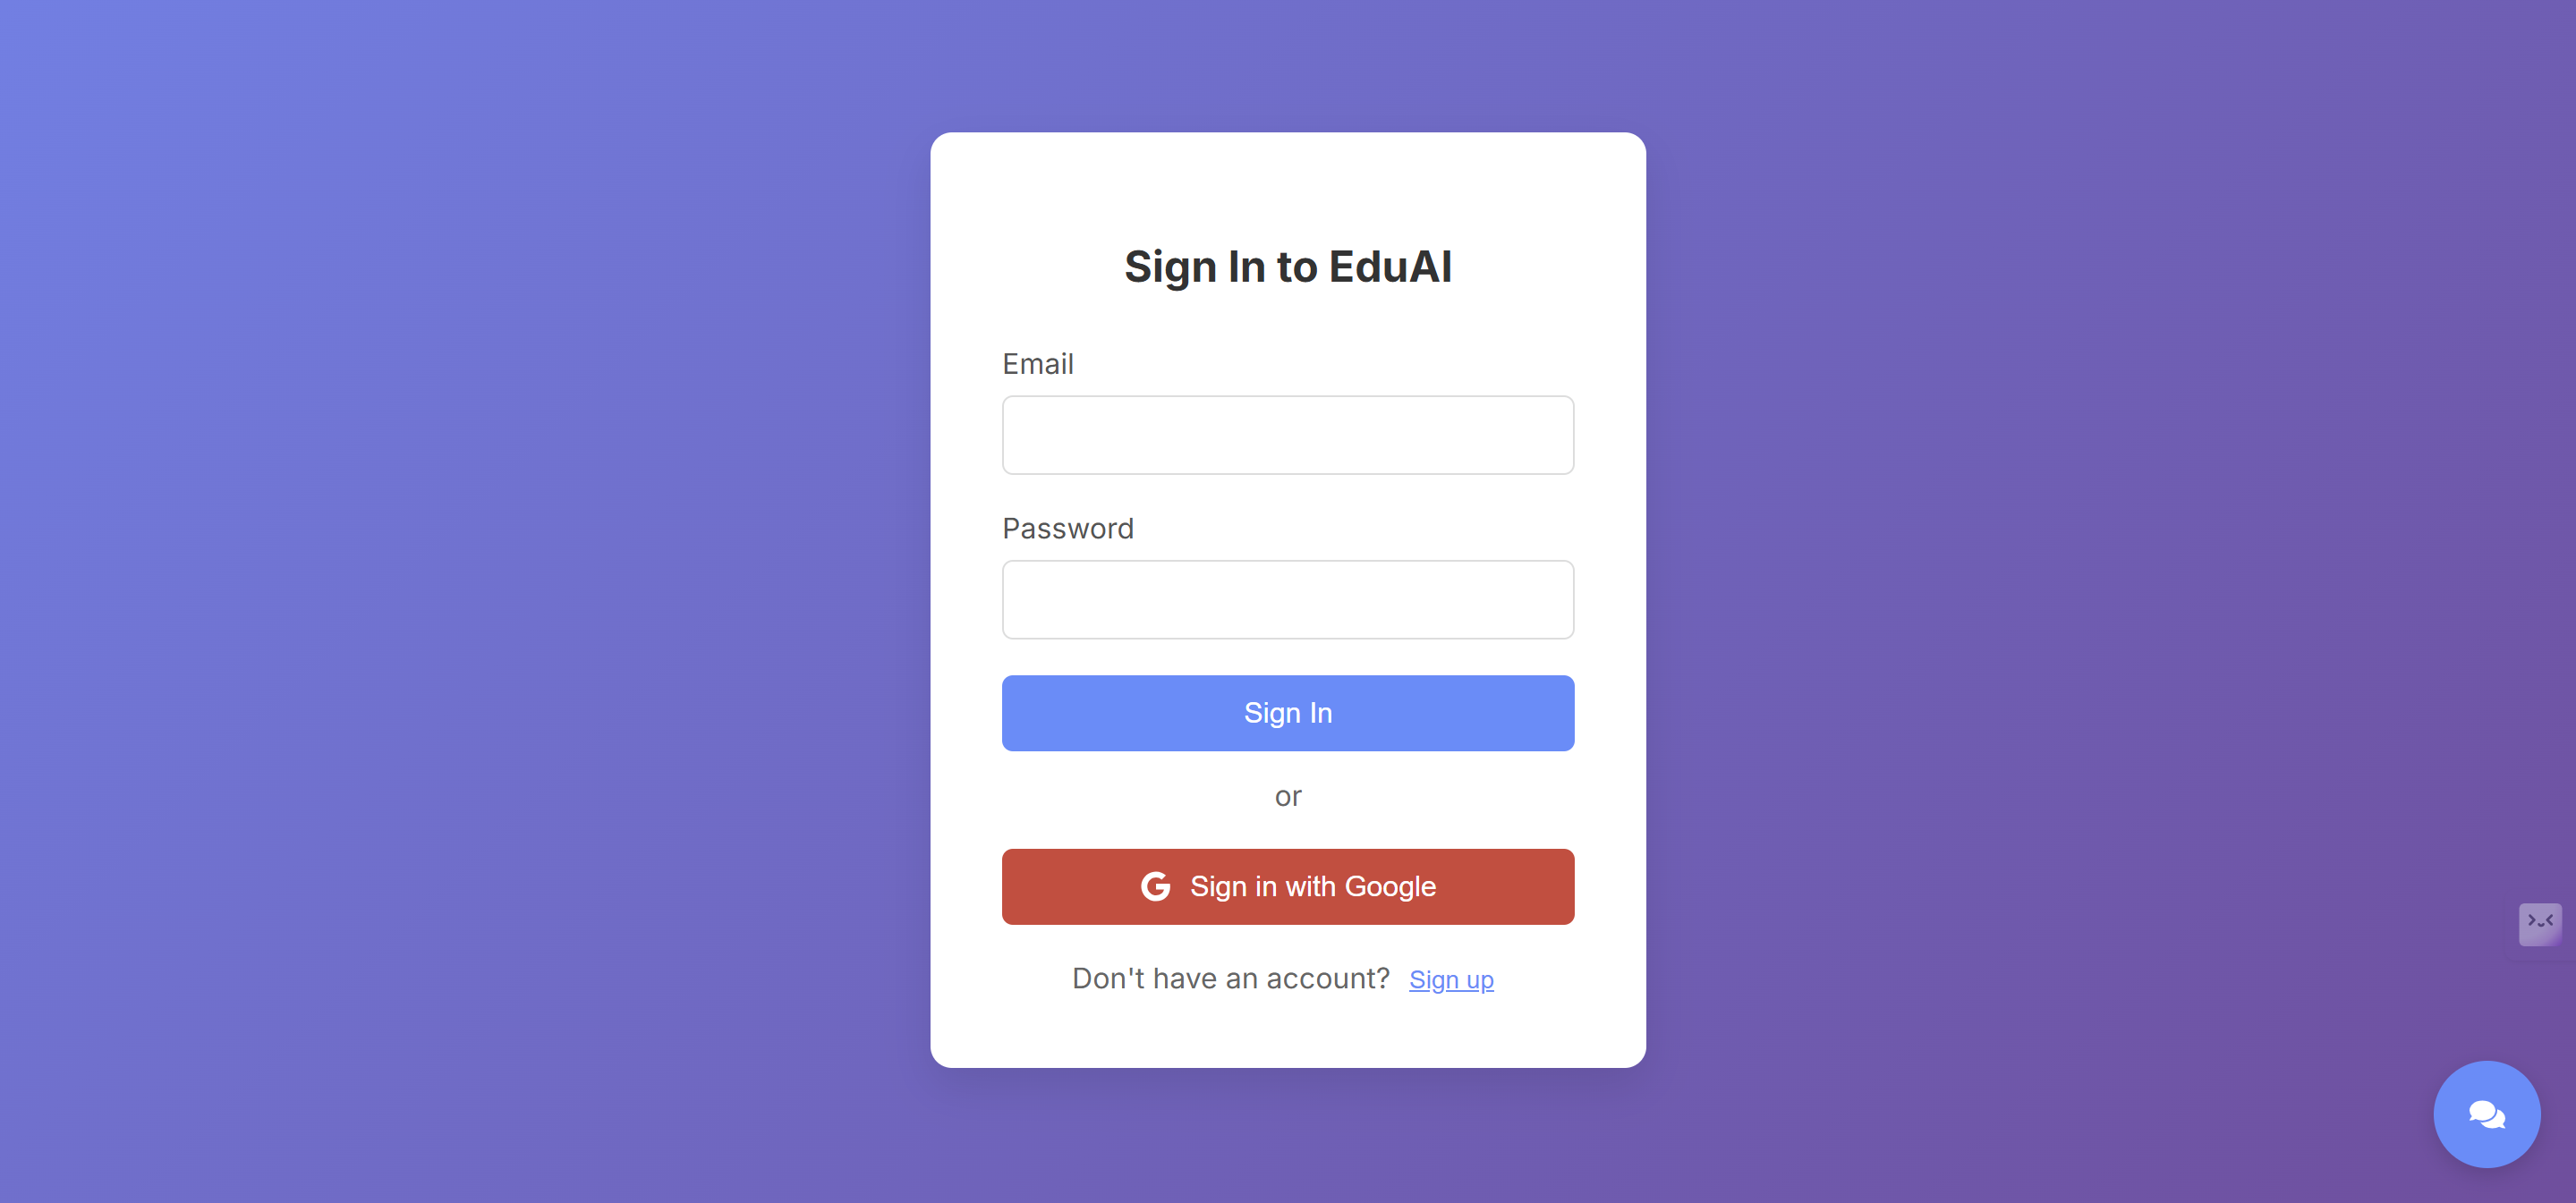 Sign In to EduAI
Email
Password
Sign In
or
Sign in with Google
Don't have an account? Sign up